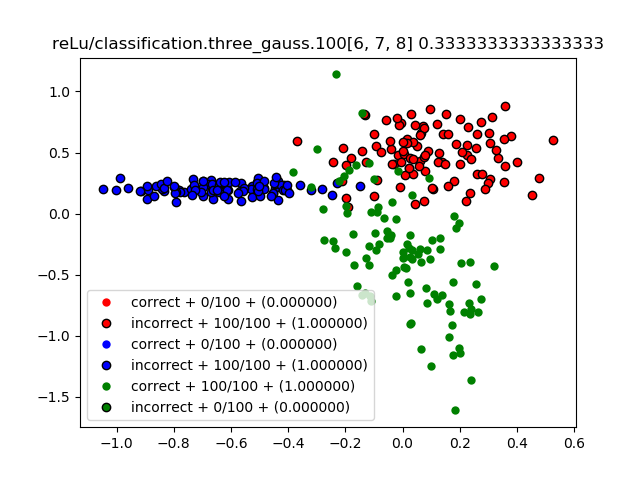 reLu/classification.three_gauss.100[6, 7, 8] 0.3333333333333333
1.0
0.5
0.0
−0.5
−1.0
−1.5
correct + 0/100 + (0.000000)
incorrect + 100/100 + (1.000000)
correct + 0/100 + (0.000000)
incorrect + 100/100 + (1.000000)
correct + 100/100 + (1.000000)
incorrect + 0/100 + (0.000000)
−1.0 −0.8 −0.6 −0.4 −0.2 0.0 0.2 0.4 0.6